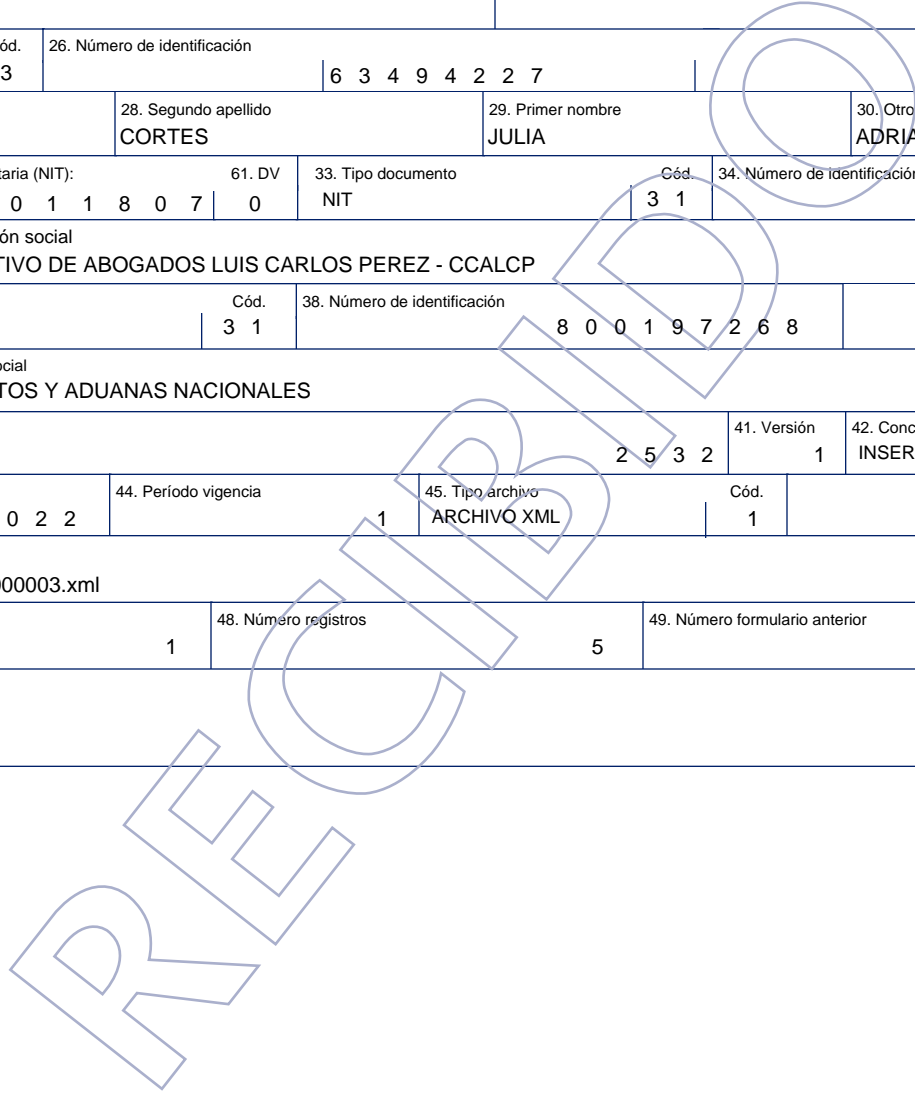 ód. 26. Número de identificación
3 6 3 4 9 4 2 2 7
28. Segundo apellido 29. Primer nombre 30. Otro
CORTES JULIA ADRIA
taria (NIT): 61. DV 33. Tipo documento Cód. 34. Número de identificación
0 1 1 8 0 7 0 NIT 3 1
ón social
TIVO DE ABOGADOS LUIS CARLOS PEREZ - CCALCP
Cód. 38. Número de identificación
3 1 8 0 0 1 9 7 2 6 8
ocial
TOS Y ADUANAS NACIONALES
41. Versión 42. Conc
2 5 3 2 1 INSER
44. Período vigencia 45. Tipo archivo Cód.
0 2 2 1 ARCHIVO XML 1
000003.xml
48. Número registros 49. Número formulario anterior
1 5
RECIBIDO